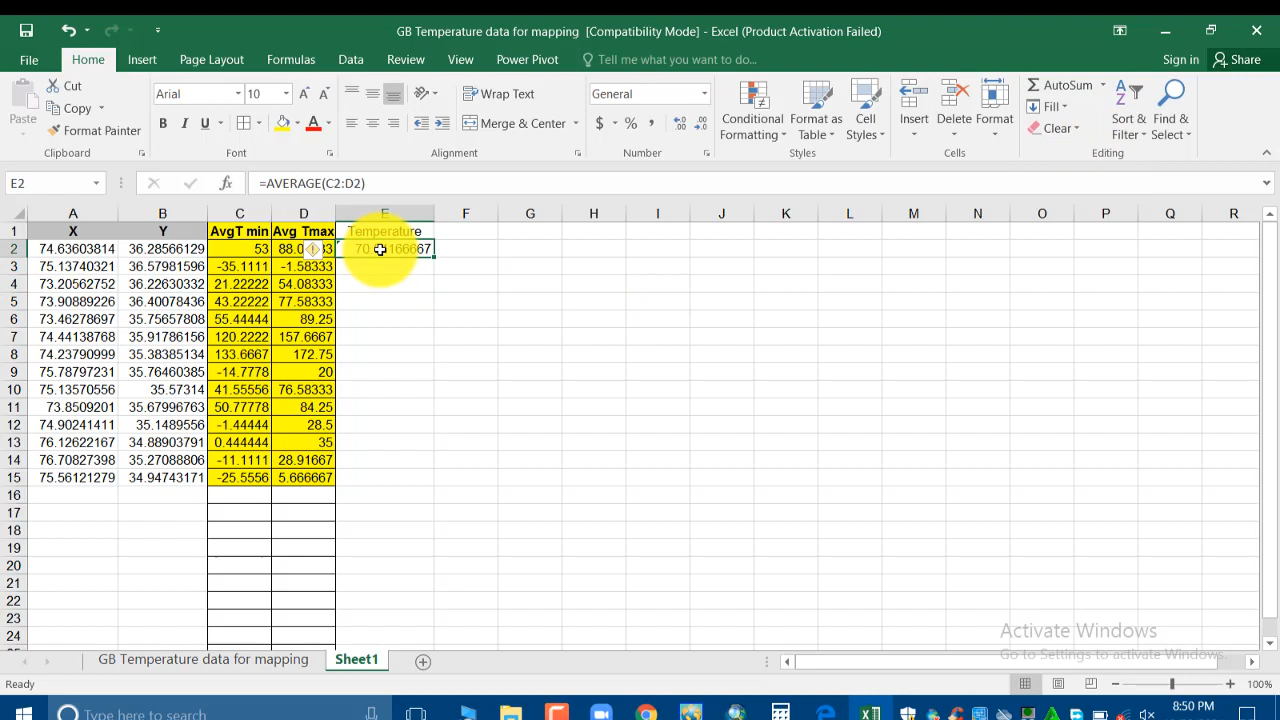 GB Temperature data for mapping [Compatibility Mode] - Excel (Product Activation Failed)
File Home Insert Page Layout Formulas Data Review View Power Pivot Tell me what you want to do... Sign in Share
Paste Cut Copy Format Painter Clipboard
Arial 10 B I U A Font
Wrap Text Merge & Center Alignment
General $ % , Number
Conditional Formatting Format as Table Cell Styles Styles
Insert Delete Format Cells
AutoSum Fill Clear Sort & Filter Find & Select Editing
E2 fx =AVERAGE(C2:D2)
A B C D E F G H I J K L M N O P Q R
1 X Y AvgT min Avg Tmax Temperature
2 74.63603814 36.28566129 53
3 75.13740321 36.57981596 -35.1111 -1.58333
4 73.20562752 36.22630332 21.22222 54.08333
5 73.90889226 36.40078436 43.22222 77.58333
6 73.46278697 35.75657808 55.44444 89.25
7 74.44138768 35.91786156 120.2222 157.6667
8 74.23790999 35.38385134 133.6667 172.75
9 75.78797231 35.76460385 -14.7778 20
10 75.13570556 35.57314 41.55556 76.58333
11 73.8509201 35.67996763 50.77778 84.25
12 74.90241411 35.1489556 -1.44444 28.5
13 76.12622167 34.88903791 0.444444 35
14 76.70827398 35.27088806 -11.1111 28.91667
15 75.56121279 34.94743171 -25.5556 5.666667
16
17
18
19
20
21
22
23
24
Activate Windows
Go to Settings to activate Windows.
GB Temperature data for mapping Sheet1
Ready 100%
Type here to search 8:50 PM